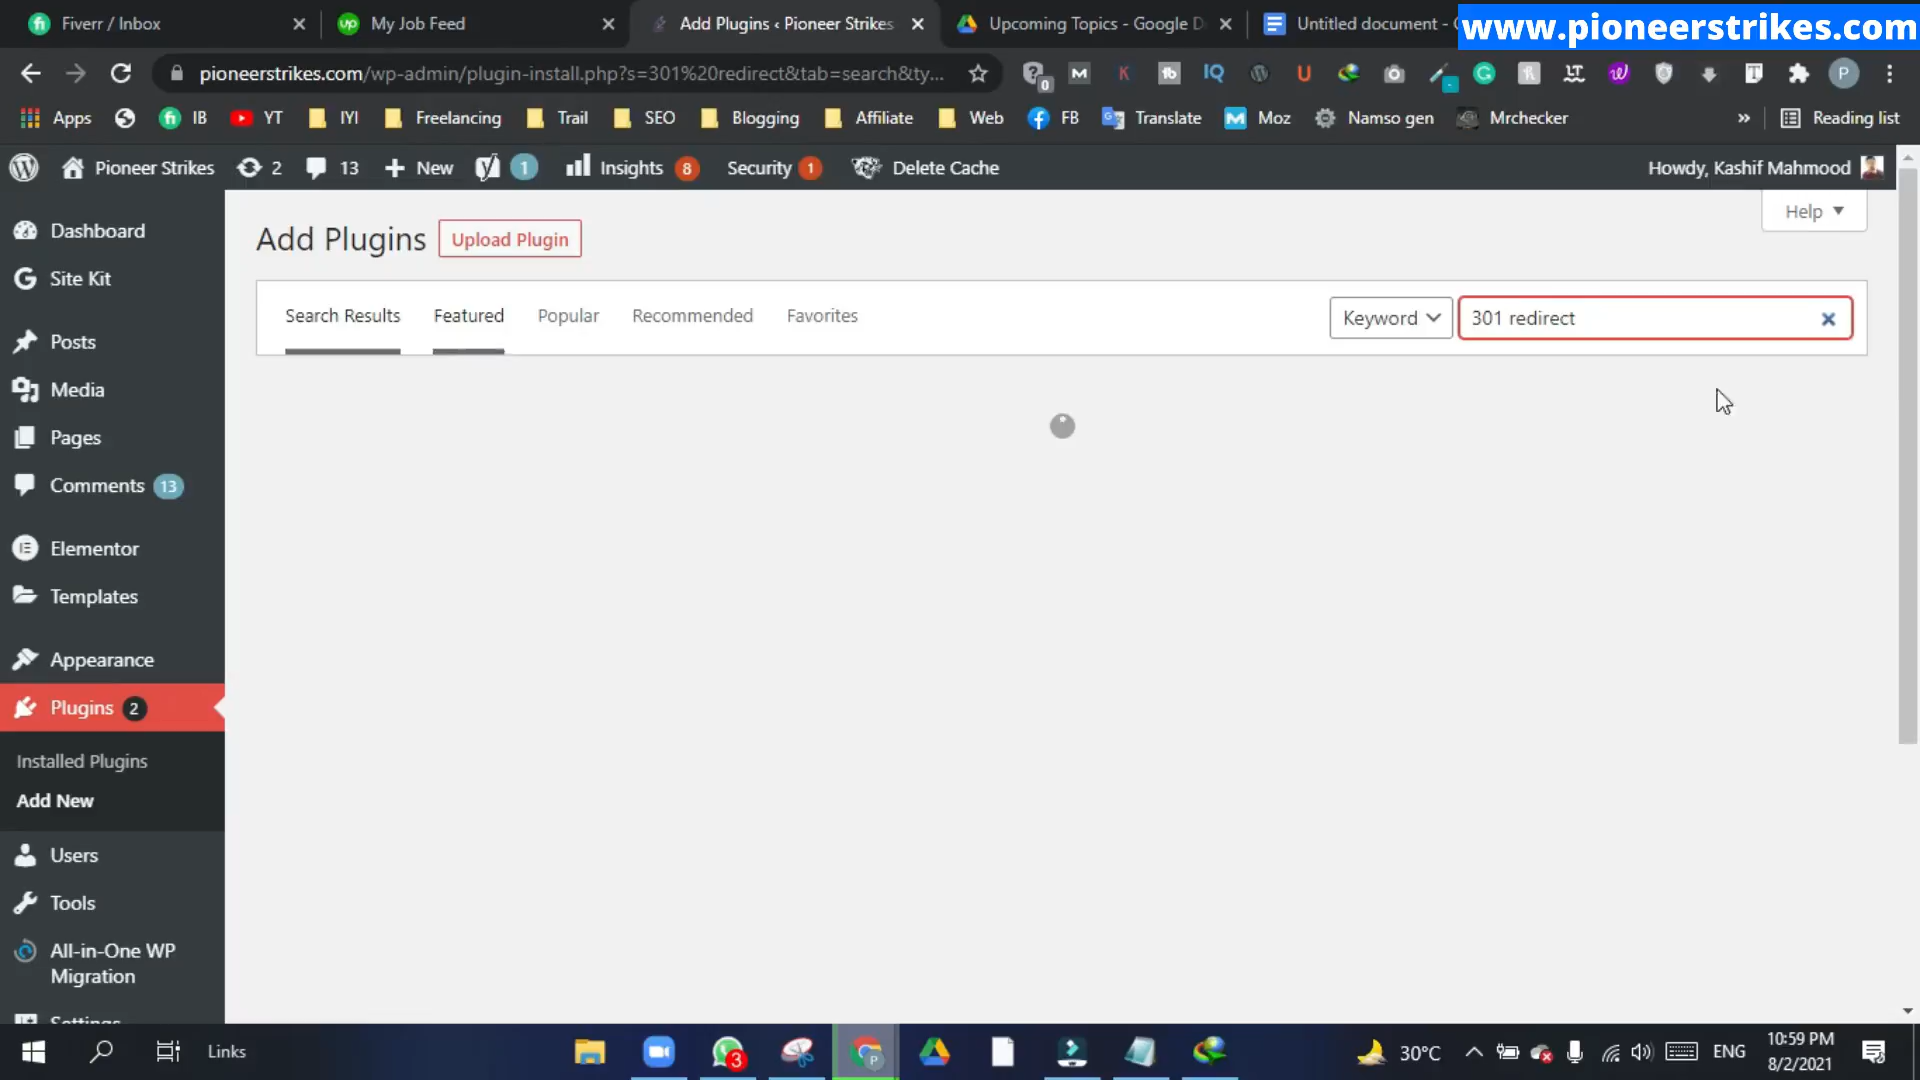 Fiverr / Inbox
My Job Feed
Add Plugins ‹ Pioneer Strikes
Upcoming Topics - Google D
Untitled document -
www.pioneerstrikes.com
pioneerstrikes.com/wp-admin/plugin-install.php?s=301%20redirect&tab=search&ty...
Apps
IB
YT
IYI
Freelancing
Trail
SEO
Blogging
Affiliate
Web
FB
Translate
Moz
Namso gen
Mrchecker
»
Reading list
Pioneer Strikes
2
13
New
1
Insights 8
Security 1
Delete Cache
Howdy, Kashif Mahmood
Help
Add Plugins
Upload Plugin
Search Results
Featured
Popular
Recommended
Favorites
Keyword
301 redirect
Dashboard
Site Kit
Posts
Media
Pages
Comments 13
Elementor
Templates
Appearance
Plugins 2
Installed Plugins
Add New
Users
Tools
All-in-One WP
Migration
Settings
Links
3
30°C
ENG
10:59 PM
8/2/2021